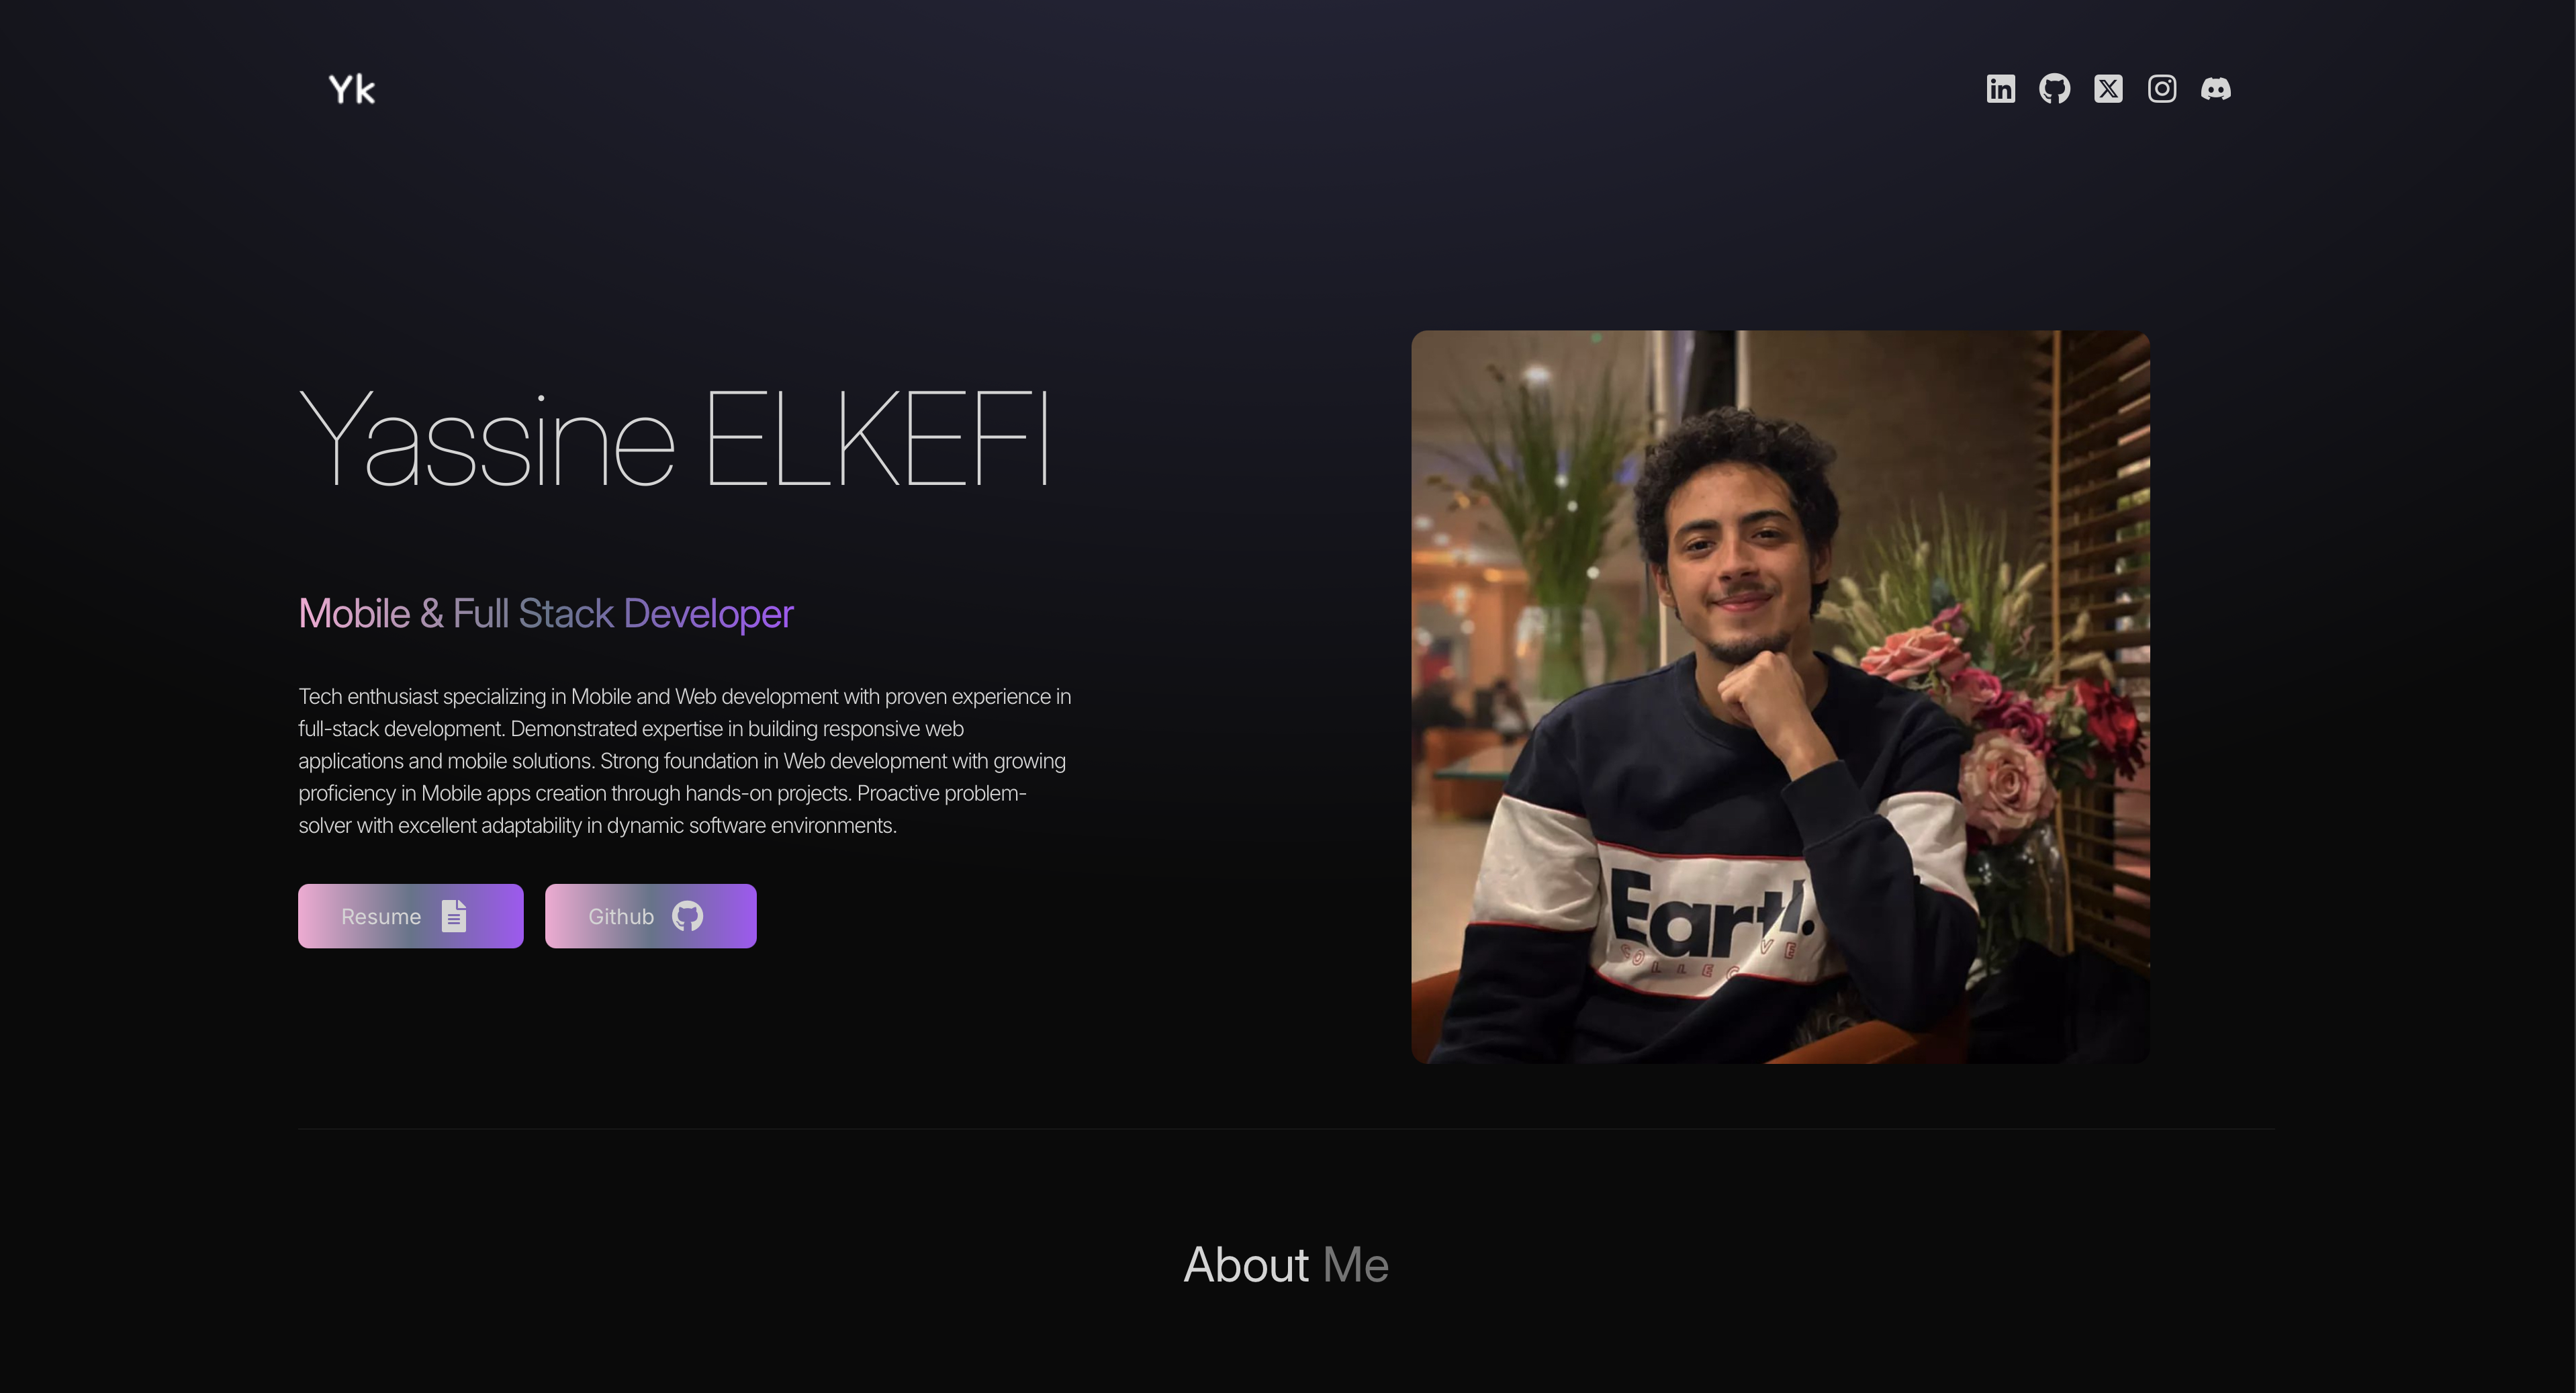 Yk
Yassine ELKEFI
Mobile & Full Stack Developer
Tech enthusiast specializing in Mobile and Web development with proven experience in
full-stack development. Demonstrated expertise in building responsive web
applications and mobile solutions. Strong foundation in Web development with growing
proficiency in Mobile apps creation through hands-on projects. Proactive problem-
solver with excellent adaptability in dynamic software environments.
Resume
Github
About Me